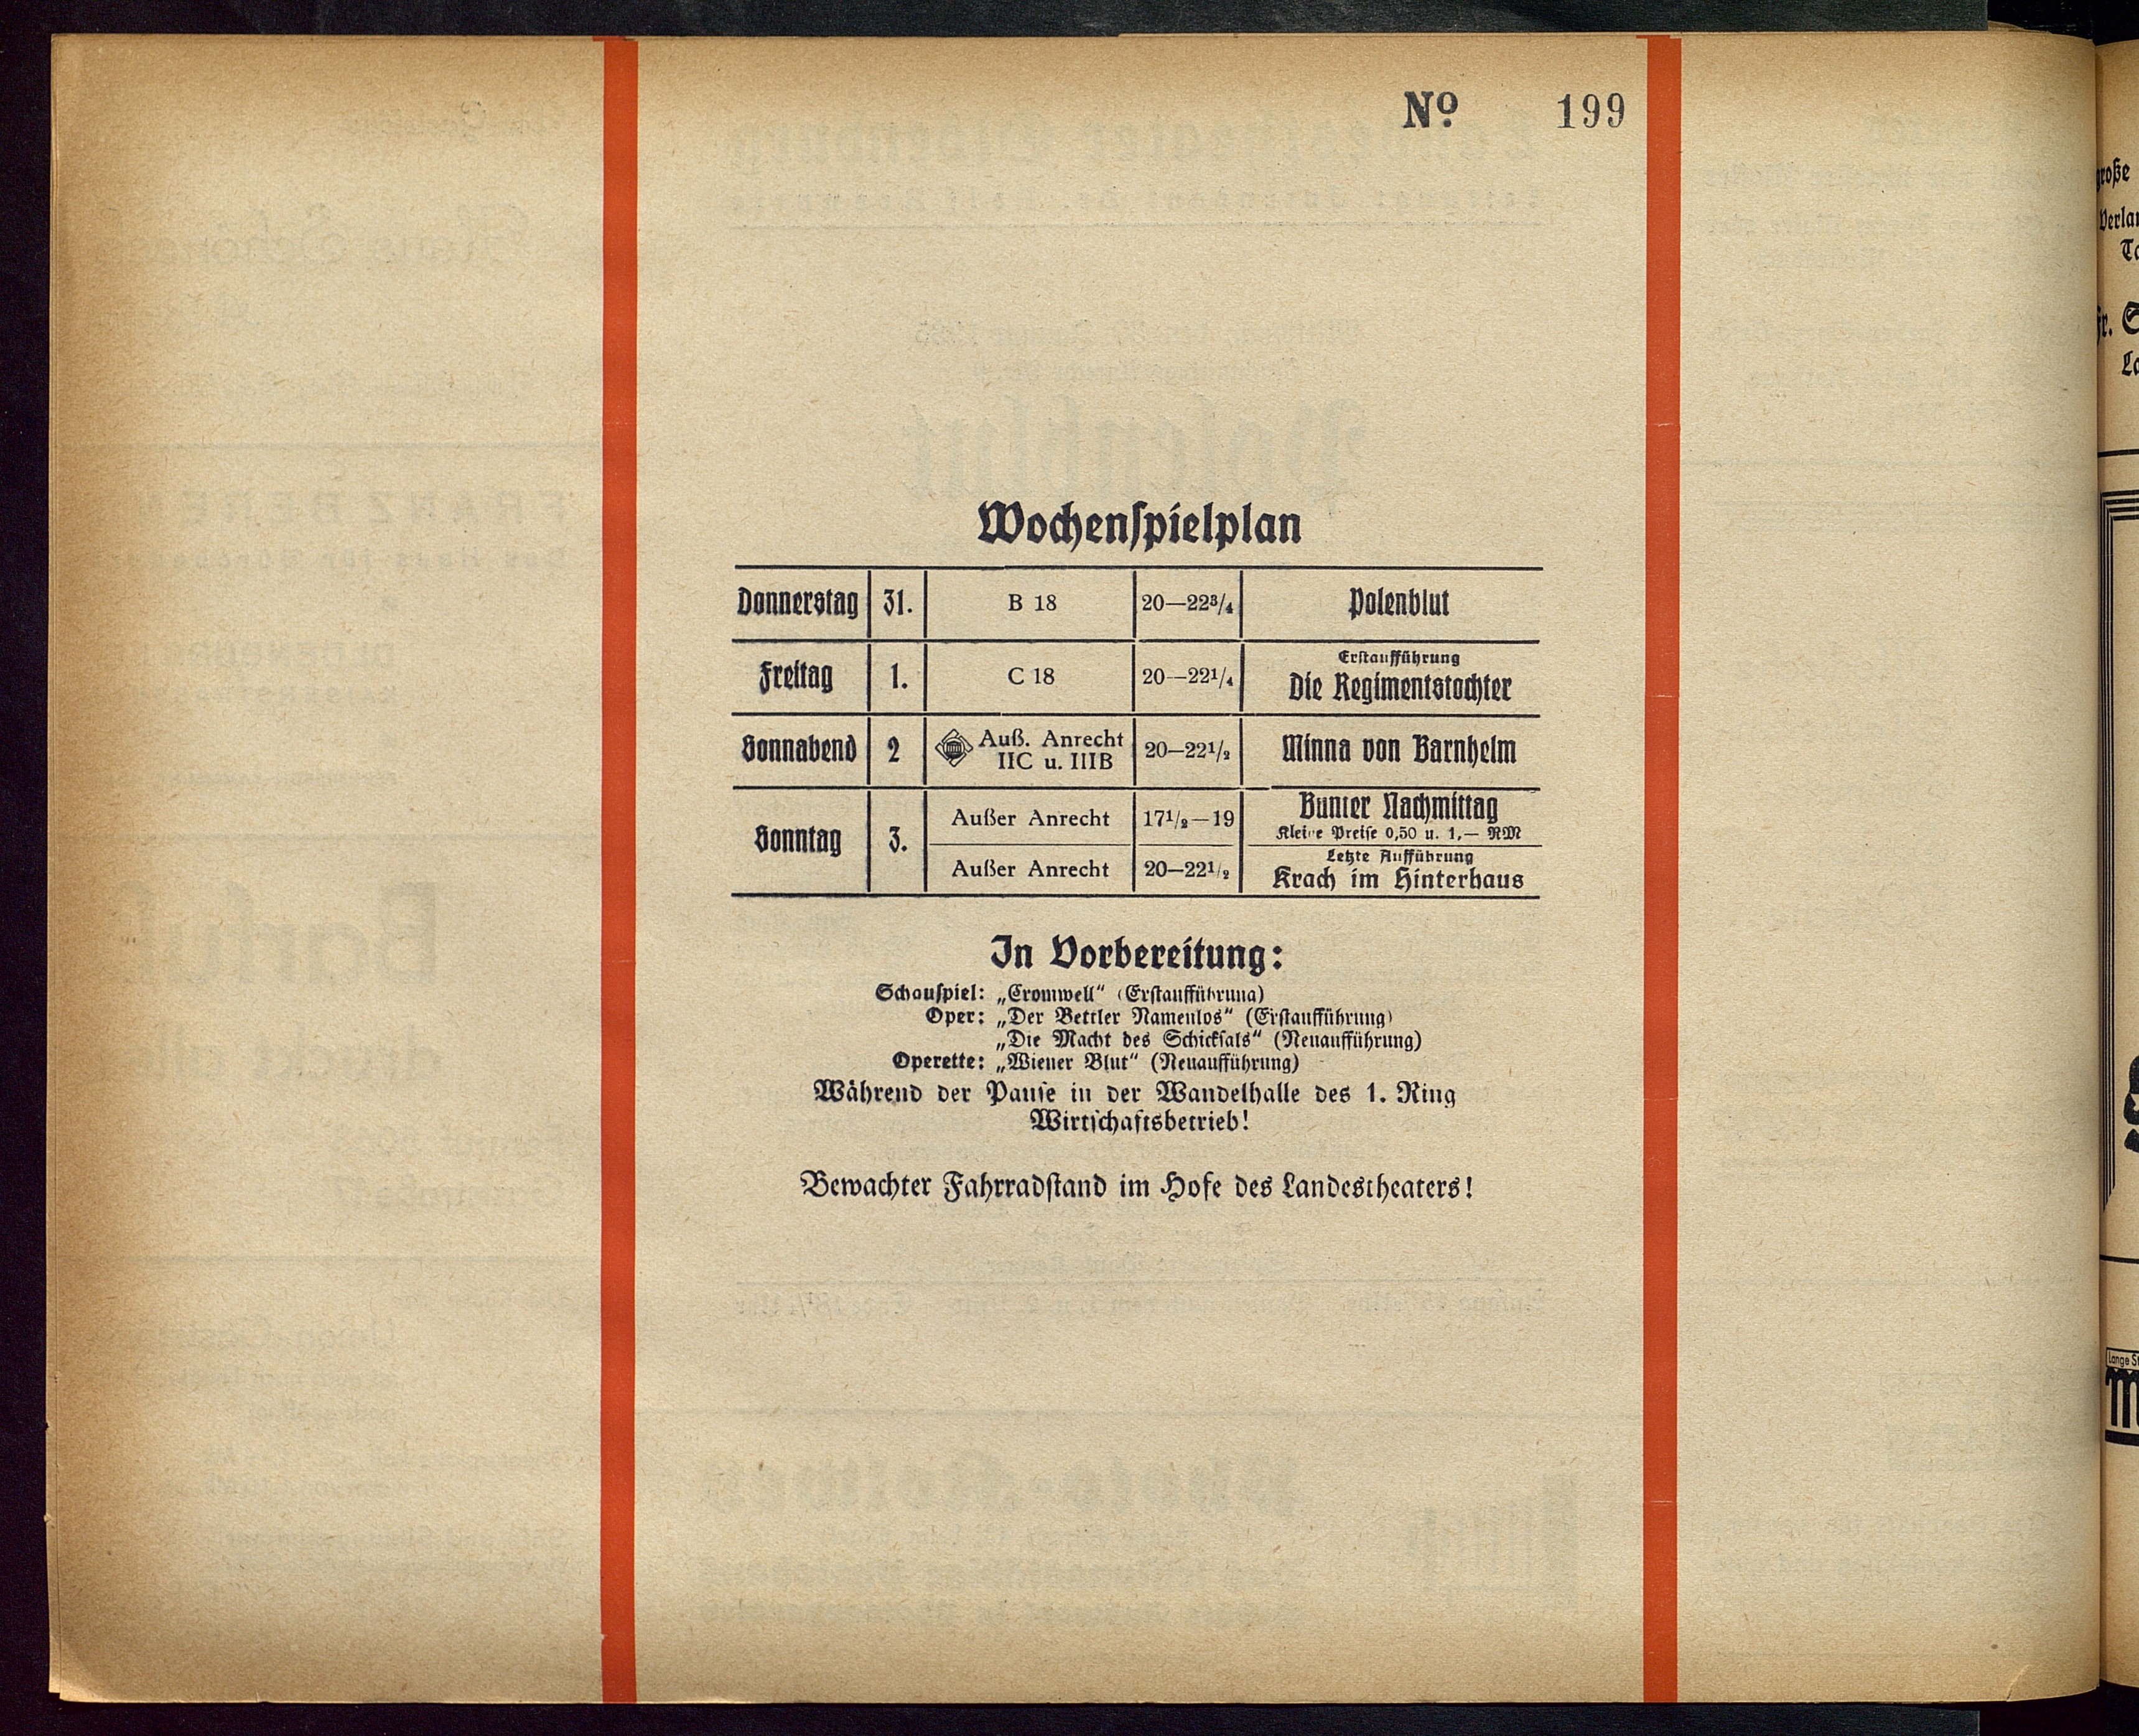 No 199
Wochenspielplan
Donnerstag 31. B 18 20—22³/₄ Polenblut
Freitag 1. C 18 20—22¹/₄ Erstaufführung
Die Regimentstochter
Sonnabend 2 Auß. Anrecht
IIC u. IIIB 20—22¹/₂ Minna von Barnhelm
Sonntag 3. Außer Anrecht 17¹/₂—19 Bunter Nachmittag
Kleine Preise 0,50 u. 1,— RM
Außer Anrecht 20—22¹/₂ Letzte Aufführung
Krach im Hinterhaus
In Vorbereitung:
Schauspiel: „Cromwell“ (Erstaufführung)
Oper: „Der Bettler Namenlos“ (Erstaufführung)
„Die Macht des Schicksals“ (Neuaufführung)
Operette: „Wiener Blut“ (Neuaufführung)
Während der Pause in der Wandelhalle des 1. Ring
Wirtschaftsbetrieb!
Bewachter Fahrradstand im Hofe des Landestheaters!
große